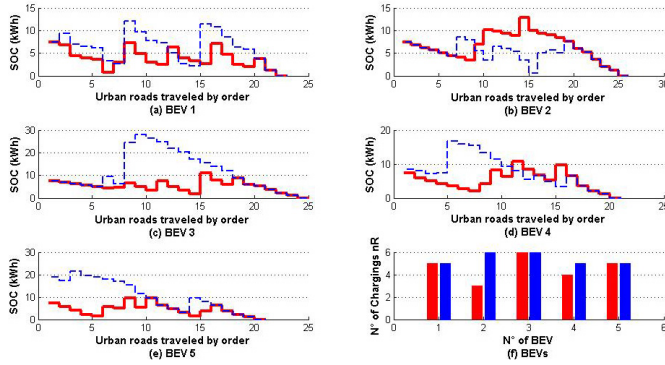 SOC (kWh)
15
10
5
0
0 5 10 15 20 25
Urban roads traveled by order
(a) BEV 1
SOC (kWh)
15
10
5
0
0 5 10 15 20 25 30
Urban roads traveled by order
(b) BEV 2
SOC (kWh)
30
20
10
0
0 5 10 15 20 25
Urban roads traveled by order
(c) BEV 3
SOC (kWh)
20
10
0
0 5 10 15 20 25
Urban roads traveled by order
(d) BEV 4
SOC (kWh)
30
20
10
0
0 5 10 15 20 25
Urban roads traveled by order
(e) BEV 5
N° of Chargings nR
6
4
2
0
0 1 2 3 4 5 6
N° of BEV
(f) BEVs